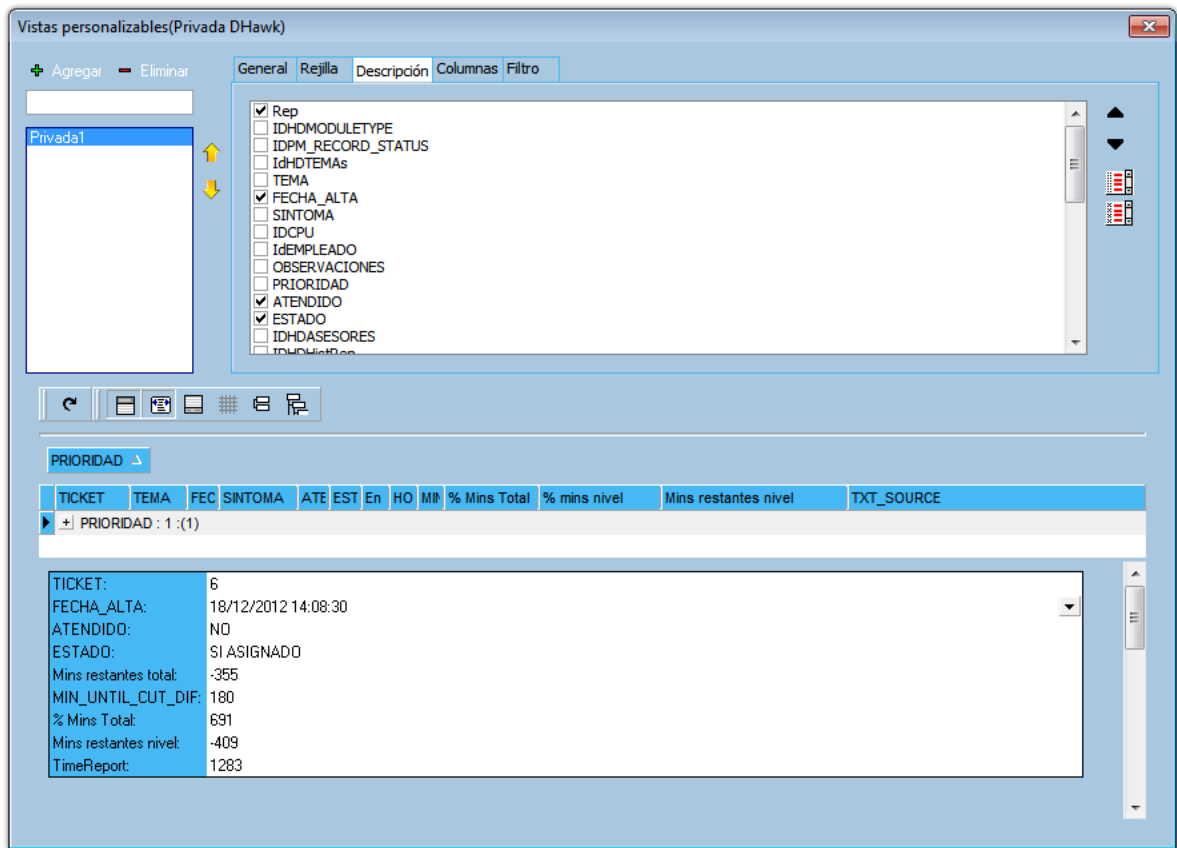 Vistas personalizables(Privada DHawk)
Agregar Eliminar
General Rejilla Descripción Columnas Filtro
Privada1
Rep
IDHDMODULETYPE
IDPM_RECORD_STATUS
IdHDTEMAs
TEMA
FECHA_ALTA
SINTOMA
IDCPU
IdEMPLEADO
OBSERVACIONES
PRIORIDAD
ATENDIDO
ESTADO
IDHDASESORES
IDHDHistRep
PRIORIDAD
TICKET TEMA FEC SINTOMA ATE EST En HO MIN % Mins Total % mins nivel Mins restantes nivel TXT_SOURCE
+ PRIORIDAD : 1 :(1)
TICKET: 6
FECHA_ALTA: 18/12/2012 14:08:30
ATENDIDO: NO
ESTADO: SI ASIGNADO
Mins restantes total: -355
MIN_UNTIL_CUT_DIF: 180
% Mins Total: 691
Mins restantes nivel: -409
TimeReport: 1283